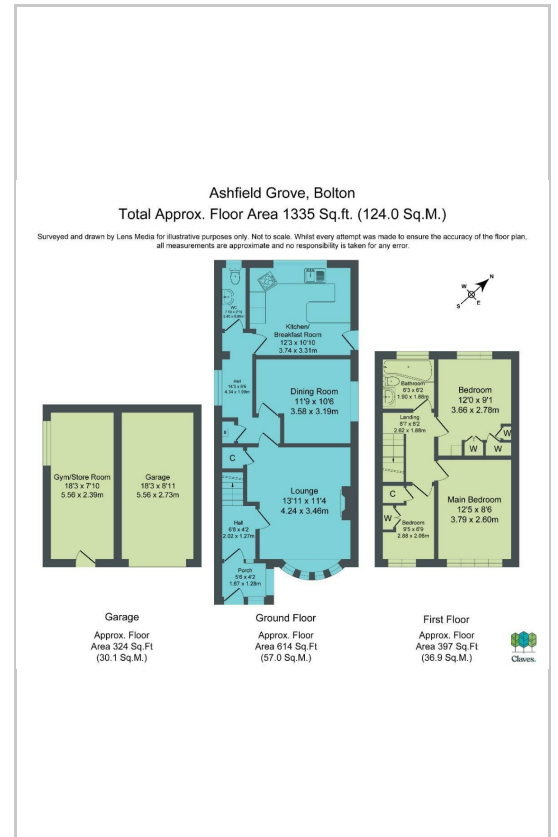 Ashfield Grove, Bolton
Total Approx. Floor Area 1335 Sq.ft. (124.0 Sq.M.)
Surveyed and drawn by Lens Media for illustrative purposes only. Not to scale. Whilst every attempt was made to ensure the accuracy of the floor plan,
all measurements are approximate and no responsibility is taken for any error.
N
W
E
S
WC
Kitchen/
Breakfast Room
12'3 x 10'10
3.74 x 3.31m
Hall
Dining Room
11'9 x 10'6
3.58 x 3.19m
C
Lounge
13'11 x 11'4
4.24 x 3.46m
Hall
6'8 x 4'2
2.02 x 1.27m
Porch
5'6 x 4'2
1.67 x 1.28m
Gym/Store Room
18'3 x 7'10
5.56 x 2.39m
Garage
18'3 x 8'11
5.56 x 2.73m
Bathroom
6'3 x 6'2
1.90 x 1.88m
Bedroom
12'0 x 9'1
3.66 x 2.78m
Landing
8'7 x 6'2
2.62 x 1.88m
W
W
W
C
W
Bedroom
9'5 x 6'9
2.88 x 2.06m
Main Bedroom
12'5 x 8'6
3.79 x 2.60m
Garage
Approx. Floor
Area 324 Sq.Ft
(30.1 Sq.M.)
Ground Floor
Approx. Floor
Area 614 Sq.Ft
(57.0 Sq.M.)
First Floor
Approx. Floor
Area 397 Sq.Ft
(36.9 Sq.M.)
Claves.